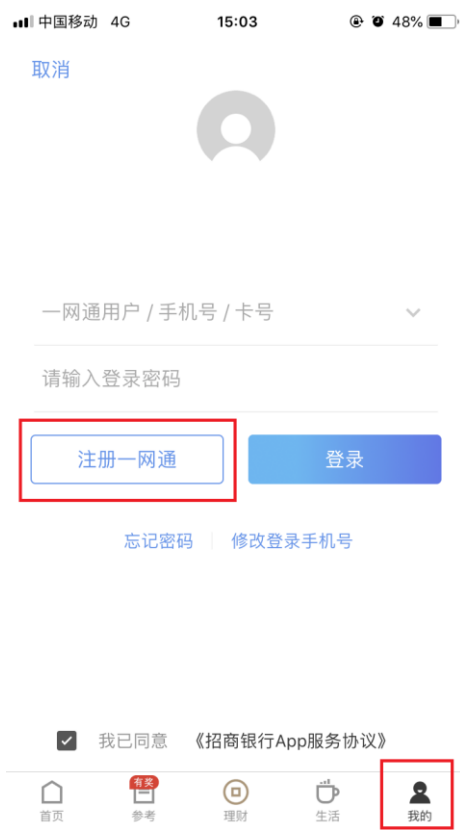 中国移动 4G 15:03 48%
取消
一网通用户 / 手机号 / 卡号
请输入登录密码
注册一网通 登录
忘记密码 修改登录手机号
我已同意 《招商银行App服务协议》
有奖
首页 参考 理财 生活 我的